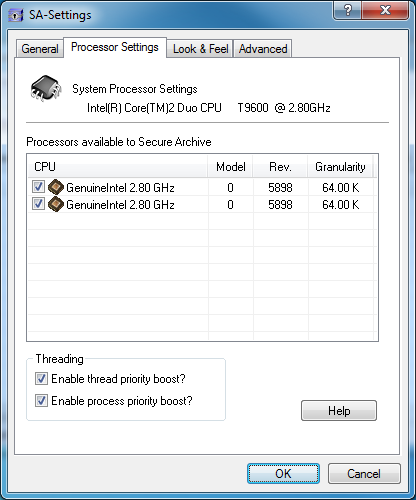 SA-Settings
General Processor Settings Look & Feel Advanced
System Processor Settings
Intel(R) Core(TM)2 Duo CPU T9600 @ 2.80GHz
Processors available to Secure Archive
CPU Model Rev. Granularity
GenuineIntel 2.80 GHz 0 5898 64.00 K
GenuineIntel 2.80 GHz 0 5898 64.00 K
Threading
Enable thread priority boost?
Enable process priority boost?
Help
OK Cancel